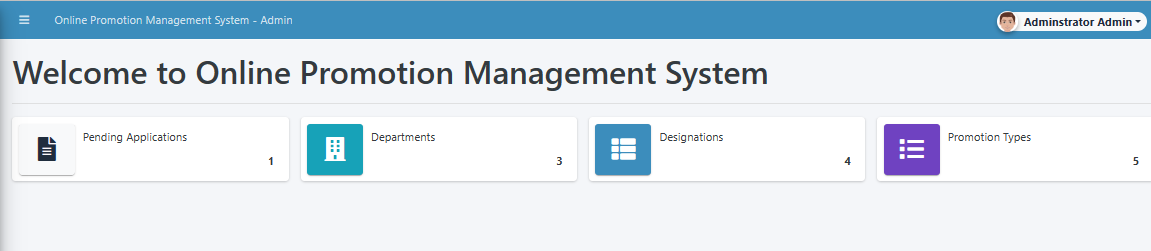 Online Promotion Management System - Admin
Adminstrator Admin
Welcome to Online Promotion Management System
Pending Applications
1
Departments
3
Designations
4
Promotion Types
5